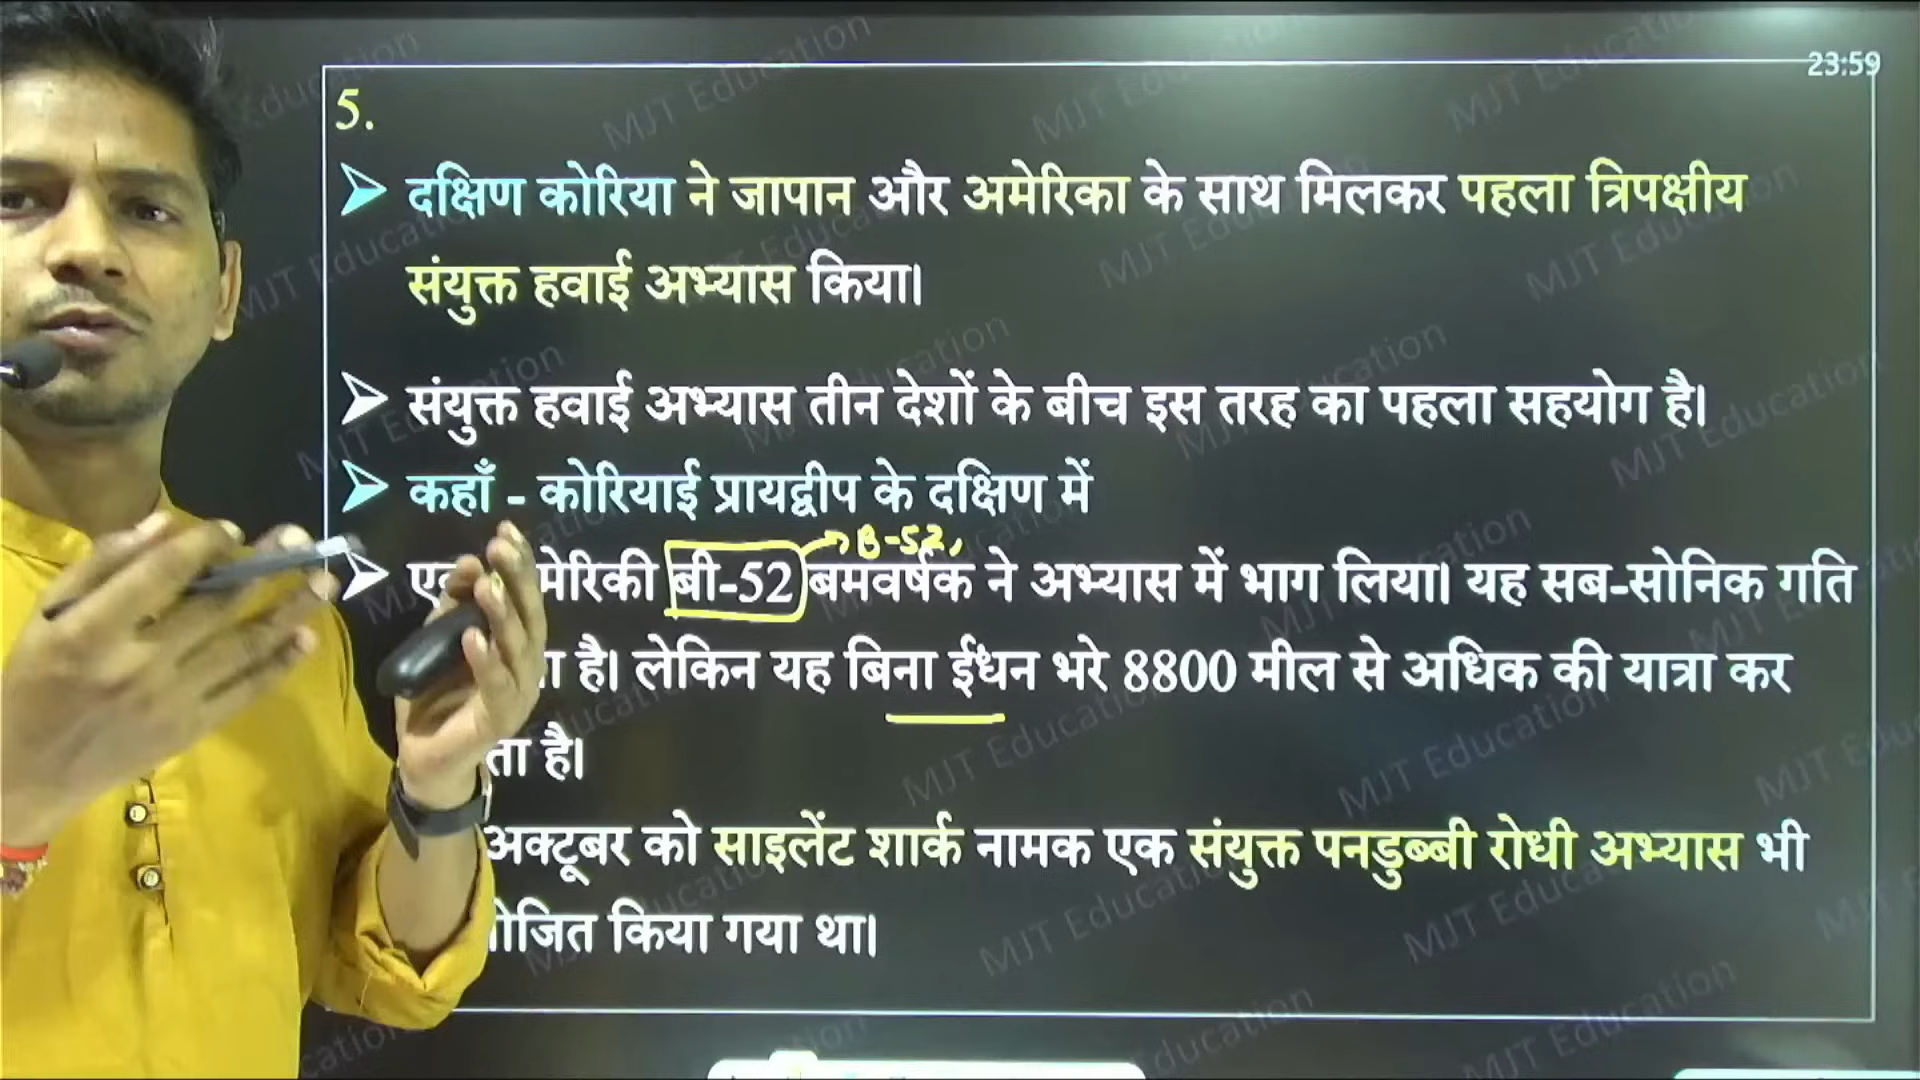 23:59
5.
➢ दक्षिण कोरिया ने जापान और अमेरिका के साथ मिलकर पहला त्रिपक्षीय
संयुक्त हवाई अभ्यास किया।
➢ संयुक्त हवाई अभ्यास तीन देशों के बीच इस तरह का पहला सहयोग है।
➢ कहाँ - कोरियाई प्रायद्वीप के दक्षिण में
B-52,
➢ बी-52 बमवर्षक ने अभ्यास में भाग लिया। यह सब-सोनिक गति
है। लेकिन यह बिना ईंधन भरे 8800 मील से अधिक की यात्रा कर
है।
अक्टूबर को साइलेंट शार्क नामक एक संयुक्त पनडुब्बी रोधी अभ्यास भी
किया गया था।
MJT Education